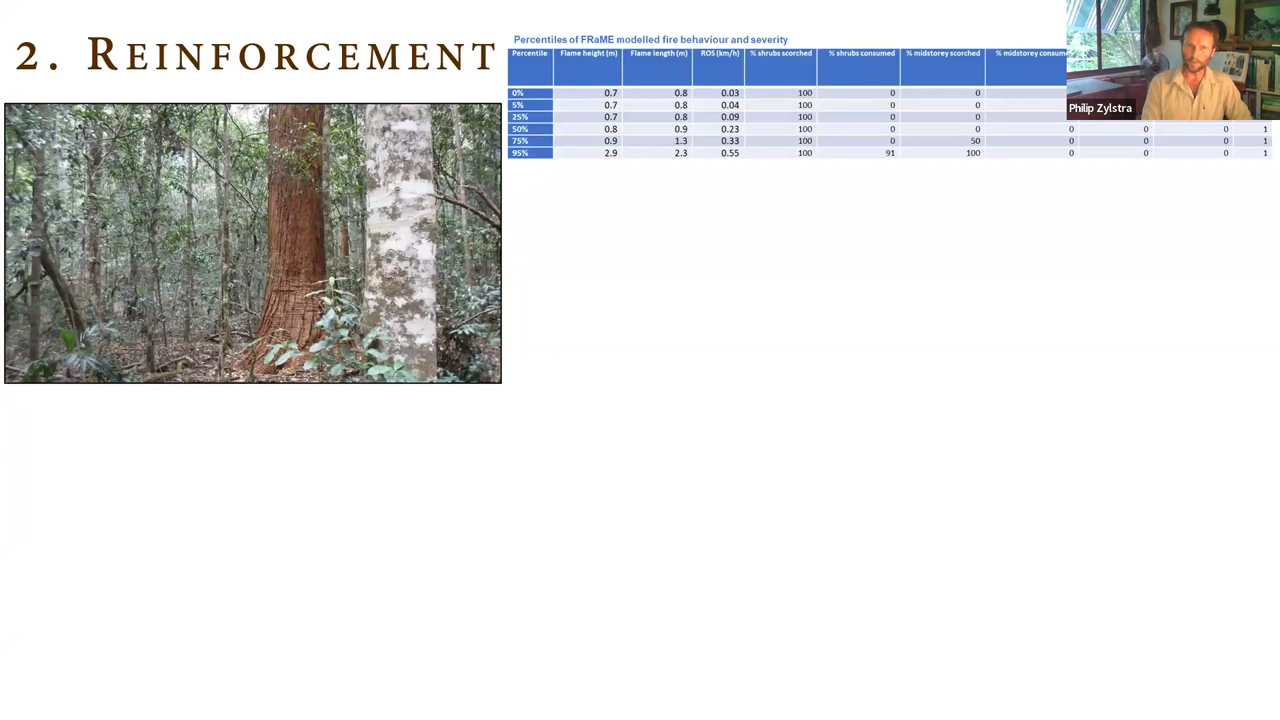 2. REINFORCEMENT
Percentiles of FRaME modelled fire behaviour and severity
Percentile Flame height (m) Flame length (m) ROS (km/h) % shrubs scorched % shrubs consumed % midstorey scorched % midstorey
0% 0.7 0.8 0.03 100 0 0
5% 0.7 0.8 0.04 100 0 0
25% 0.7 0.8 0.09 100 0 0
50% 0.8 0.9 0.23 100 0 0 0 0 0 1
75% 0.9 1.3 0.33 100 0 50 0 0 0 1
95% 2.9 2.3 0.55 100 91 100 0 0 0 1
Philip Zylstra